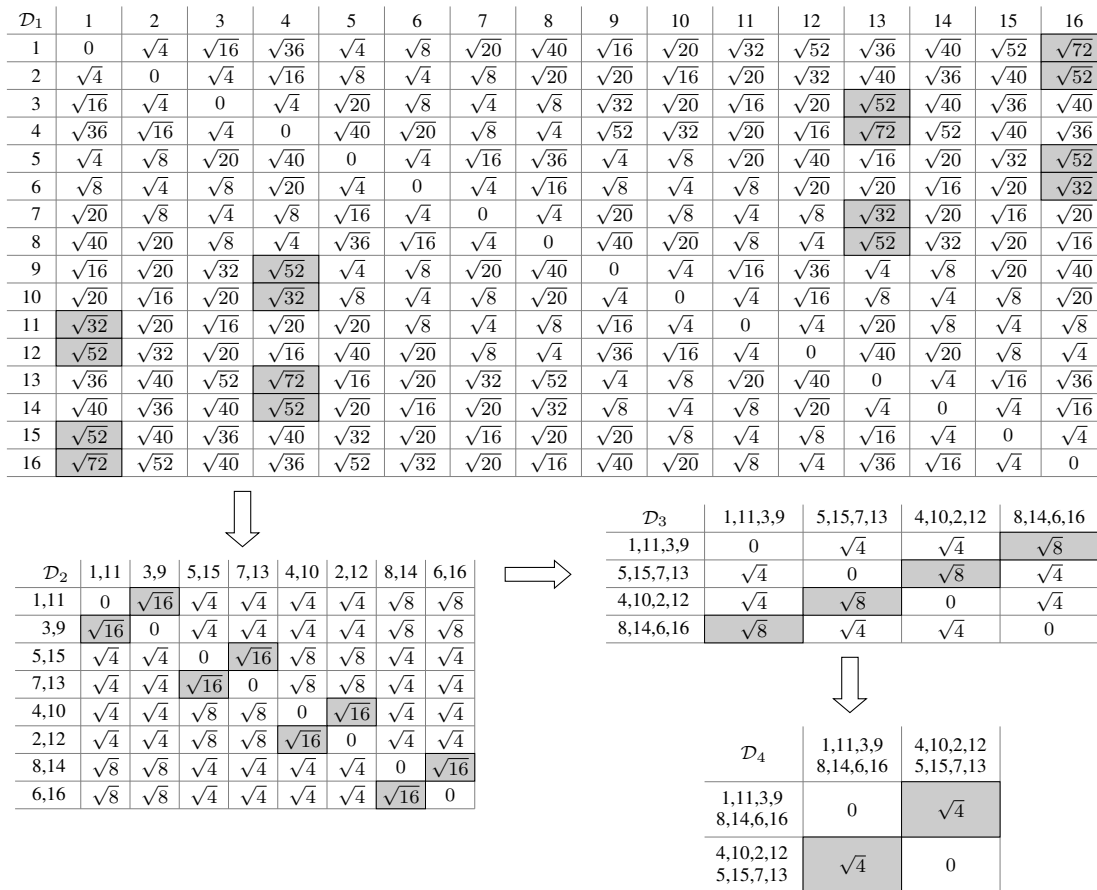 𝒟₁ 1 2 3 4 5 6 7 8 9 10 11 12 13 14 15 16
1 0 √4 √16 √36 √4 √8 √20 √40 √16 √20 √32 √52 √36 √40 √52 √72
2 √4 0 √4 √16 √8 √4 √8 √20 √20 √16 √20 √32 √40 √36 √40 √52
3 √16 √4 0 √4 √20 √8 √4 √8 √32 √20 √16 √20 √52 √40 √36 √40
4 √36 √16 √4 0 √40 √20 √8 √4 √52 √32 √20 √16 √72 √52 √40 √36
5 √4 √8 √20 √40 0 √4 √16 √36 √4 √8 √20 √40 √16 √20 √32 √52
6 √8 √4 √8 √20 √4 0 √4 √16 √8 √4 √8 √20 √20 √16 √20 √32
7 √20 √8 √4 √8 √16 √4 0 √4 √20 √8 √4 √8 √32 √20 √16 √20
8 √40 √20 √8 √4 √36 √16 √4 0 √40 √20 √8 √4 √52 √32 √20 √16
9 √16 √20 √32 √52 √4 √8 √20 √40 0 √4 √16 √36 √4 √8 √20 √40
10 √20 √16 √20 √32 √8 √4 √8 √20 √4 0 √4 √16 √8 √4 √8 √20
11 √32 √20 √16 √20 √20 √8 √4 √8 √16 √4 0 √4 √20 √8 √4 √8
12 √52 √32 √20 √16 √40 √20 √8 √4 √36 √16 √4 0 √40 √20 √8 √4
13 √36 √40 √52 √72 √16 √20 √32 √52 √4 √8 √20 √40 0 √4 √16 √36
14 √40 √36 √40 √52 √20 √16 √20 √32 √8 √4 √8 √20 √4 0 √4 √16
15 √52 √40 √36 √40 √32 √20 √16 √20 √20 √8 √4 √8 √16 √4 0 √4
16 √72 √52 √40 √36 √52 √32 √20 √16 √40 √20 √8 √4 √36 √16 √4 0
𝒟₂ 1,11 3,9 5,15 7,13 4,10 2,12 8,14 6,16
1,11 0 √16 √4 √4 √4 √4 √8 √8
3,9 √16 0 √4 √4 √4 √4 √8 √8
5,15 √4 √4 0 √16 √8 √8 √4 √4
7,13 √4 √4 √16 0 √8 √8 √4 √4
4,10 √4 √4 √8 √8 0 √16 √4 √4
2,12 √4 √4 √8 √8 √16 0 √4 √4
8,14 √8 √8 √4 √4 √4 √4 0 √16
6,16 √8 √8 √4 √4 √4 √4 √16 0
𝒟₃ 1,11,3,9 5,15,7,13 4,10,2,12 8,14,6,16
1,11,3,9 0 √4 √4 √8
5,15,7,13 √4 0 √8 √4
4,10,2,12 √4 √8 0 √4
8,14,6,16 √8 √4 √4 0
𝒟₄ 1,11,3,9 4,10,2,12
8,14,6,16 5,15,7,13
1,11,3,9
8,14,6,16 0 √4
4,10,2,12
5,15,7,13 √4 0